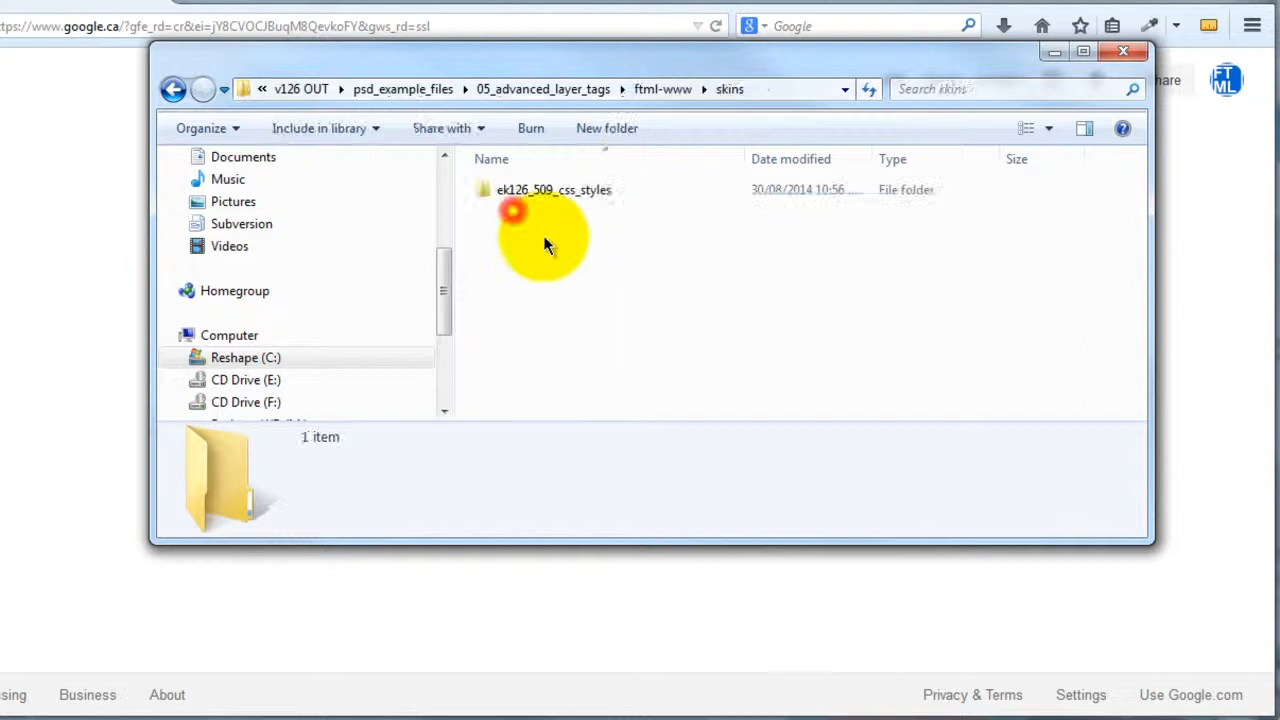 https://www.google.ca/?gfe_rd=cr&ei=jY8CVOCJBuqM8QevkoFY&gws_rd=ssl
Google
« v126 OUT psd_example_files 05_advanced_layer_tags ftml-www skins
Search skins
hare
FT
ML
Organize Include in library Share with Burn New folder
Name Date modified Type Size
Documents
ek126_509_css_styles 30/08/2014 10:56 ... File folder
Music
Pictures
Subversion
Videos
Homegroup
Computer
Reshape (C:)
CD Drive (E:)
CD Drive (F:)
1 item
sing Business About Privacy & Terms Settings Use Google.com